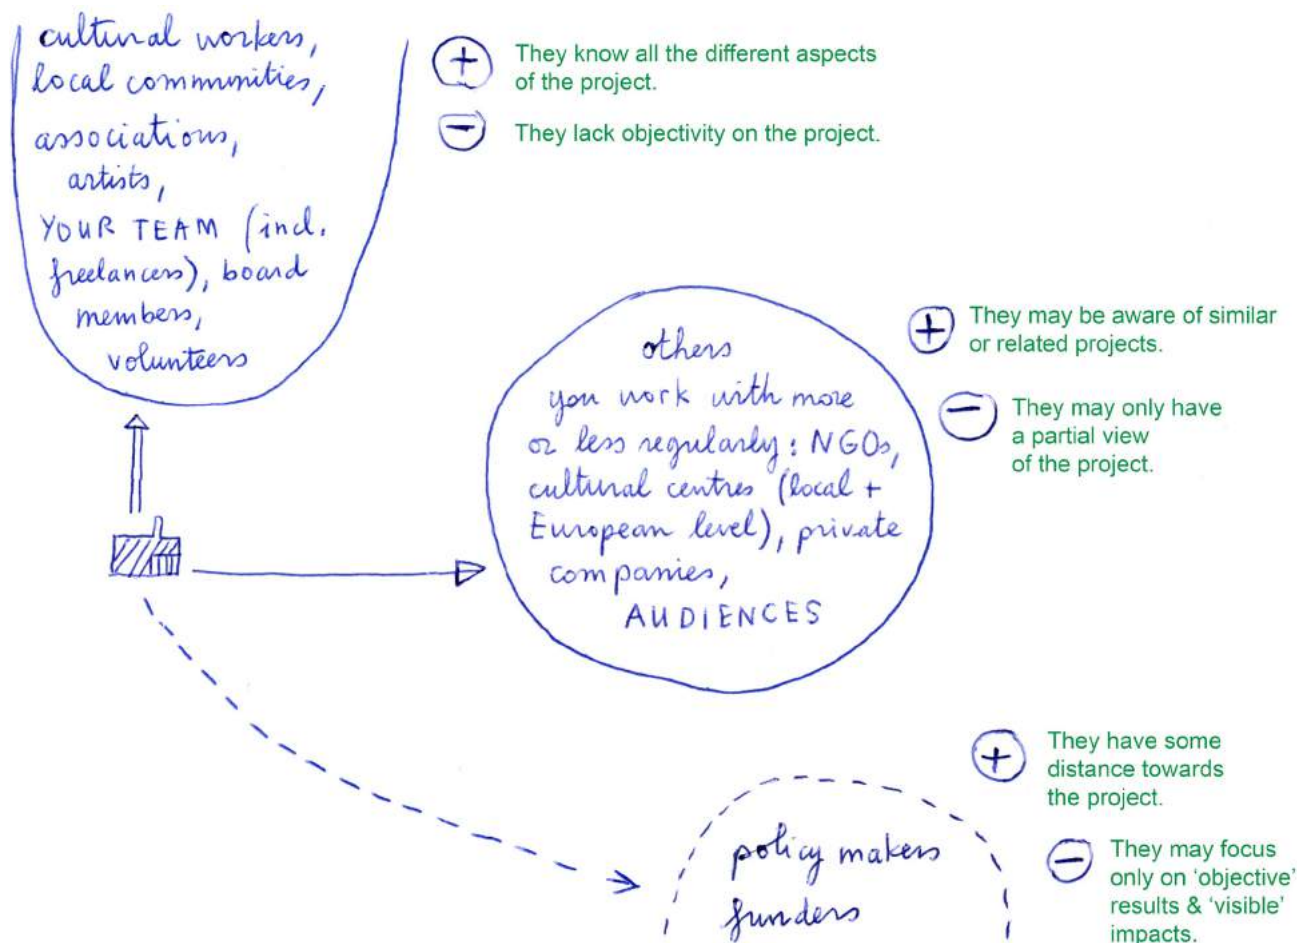 cultural workers,
local communities,
associations,
artists,
YOUR TEAM (incl.
freelancers), board
members,
volunteers
+
They know all the different aspects
of the project.
-
They lack objectivity on the project.
others
you work with more
or less regularly: NGOs,
cultural centres (local +
European level), private
companies,
AUDIENCES
+
They may be aware of similar
or related projects.
-
They may only have
a partial view
of the project.
policy makers
funders
+
They have some
distance towards
the project.
-
They may focus
only on ‘objective’
results & ‘visible’
impacts.